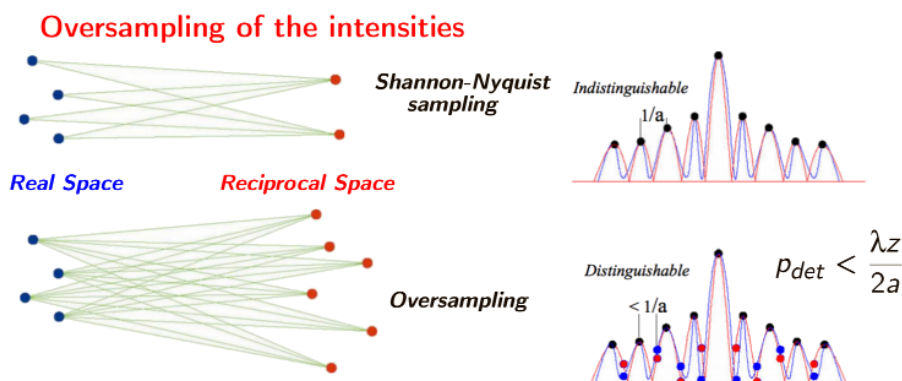 Oversampling of the intensities
Shannon-Nyquist
sampling
Indistinguishable
1/a
Real Space
Reciprocal Space
Oversampling
Distinguishable
< 1/a
p_det < λz/2a